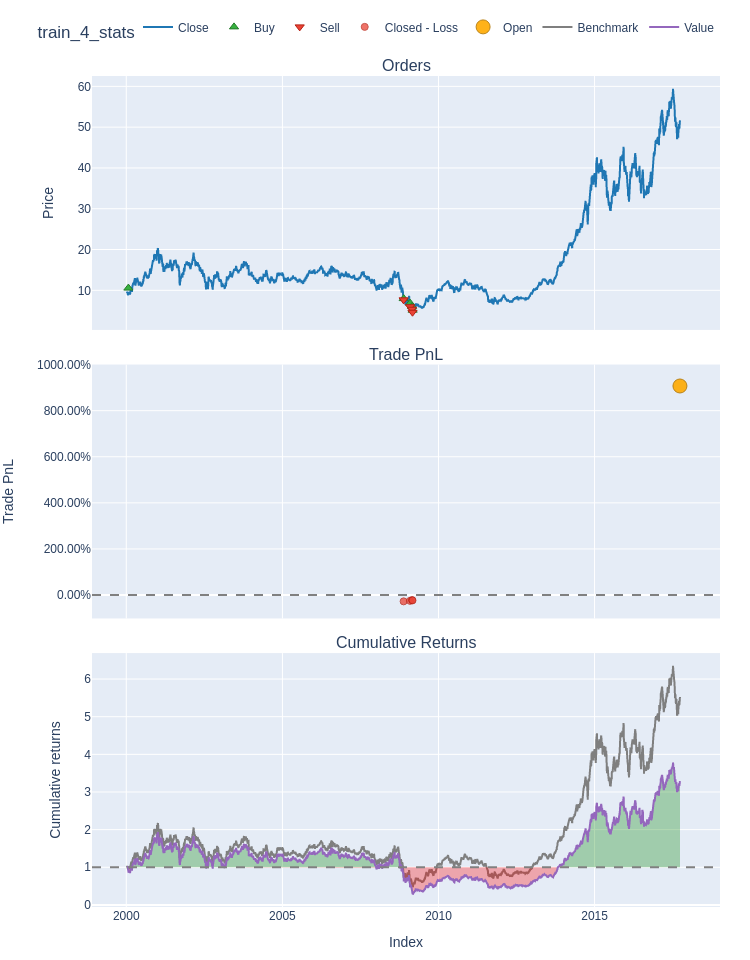 train_4_stats
Close Buy Sell Closed - Loss Open Benchmark Value
Orders
60
50
40
30
20
10
Price
Trade PnL
1000.00%
800.00%
600.00%
400.00%
200.00%
0.00%
Trade PnL
Cumulative Returns
6
5
4
3
2
1
0
Cumulative returns
2000 2005 2010 2015
Index